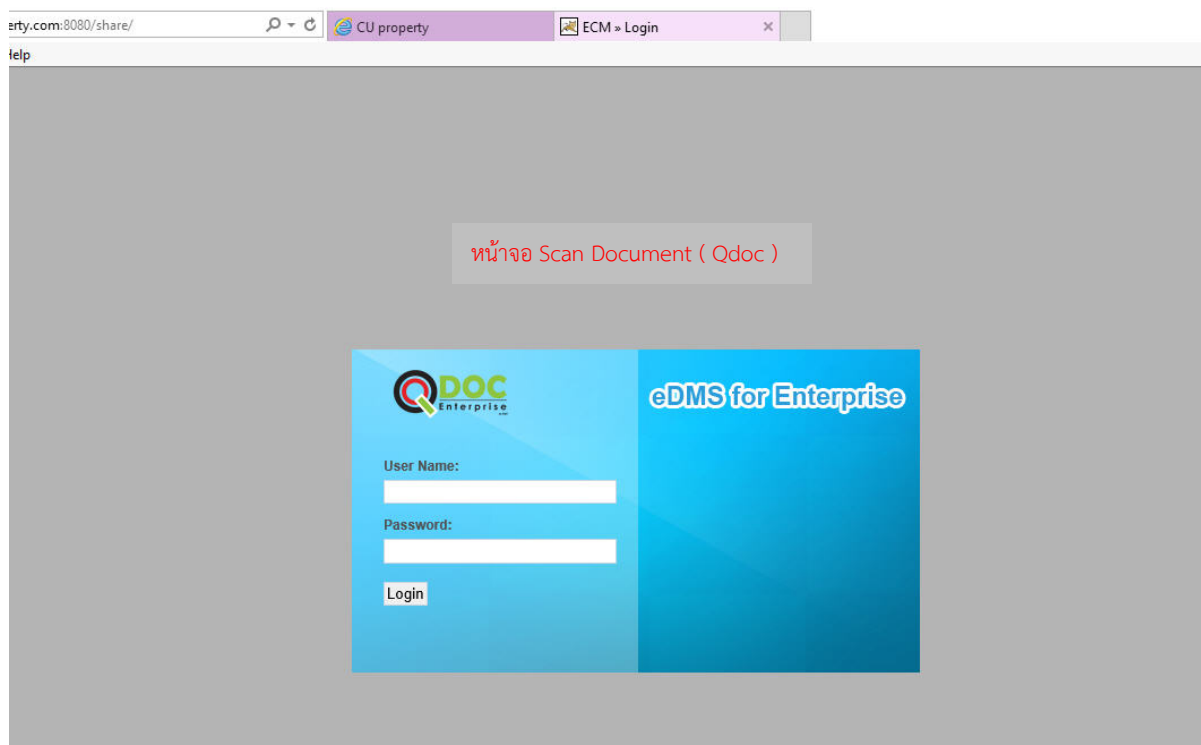 erty.com:8080/share/
CU property
ECM » Login
Help
หน้าจอ Scan Document ( Qdoc )
QDOC
Enterprise
eDMS for Enterprise
User Name:
Password:
Login